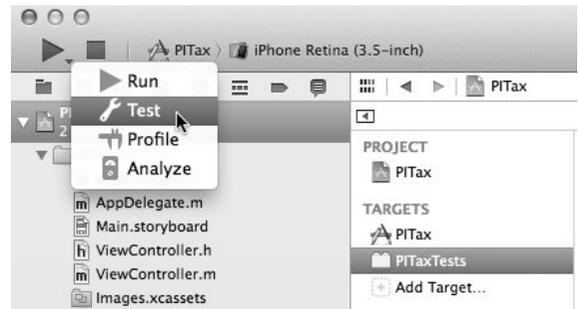 PITax iPhone Retina (3.5-inch)
Run
Test
Profile
Analyze
P
2
AppDelegate.m
Main.storyboard
ViewController.h
ViewController.m
Images.xcassets
PITax
PROJECT
PITax
TARGETS
PITax
PITaxTests
Add Target...